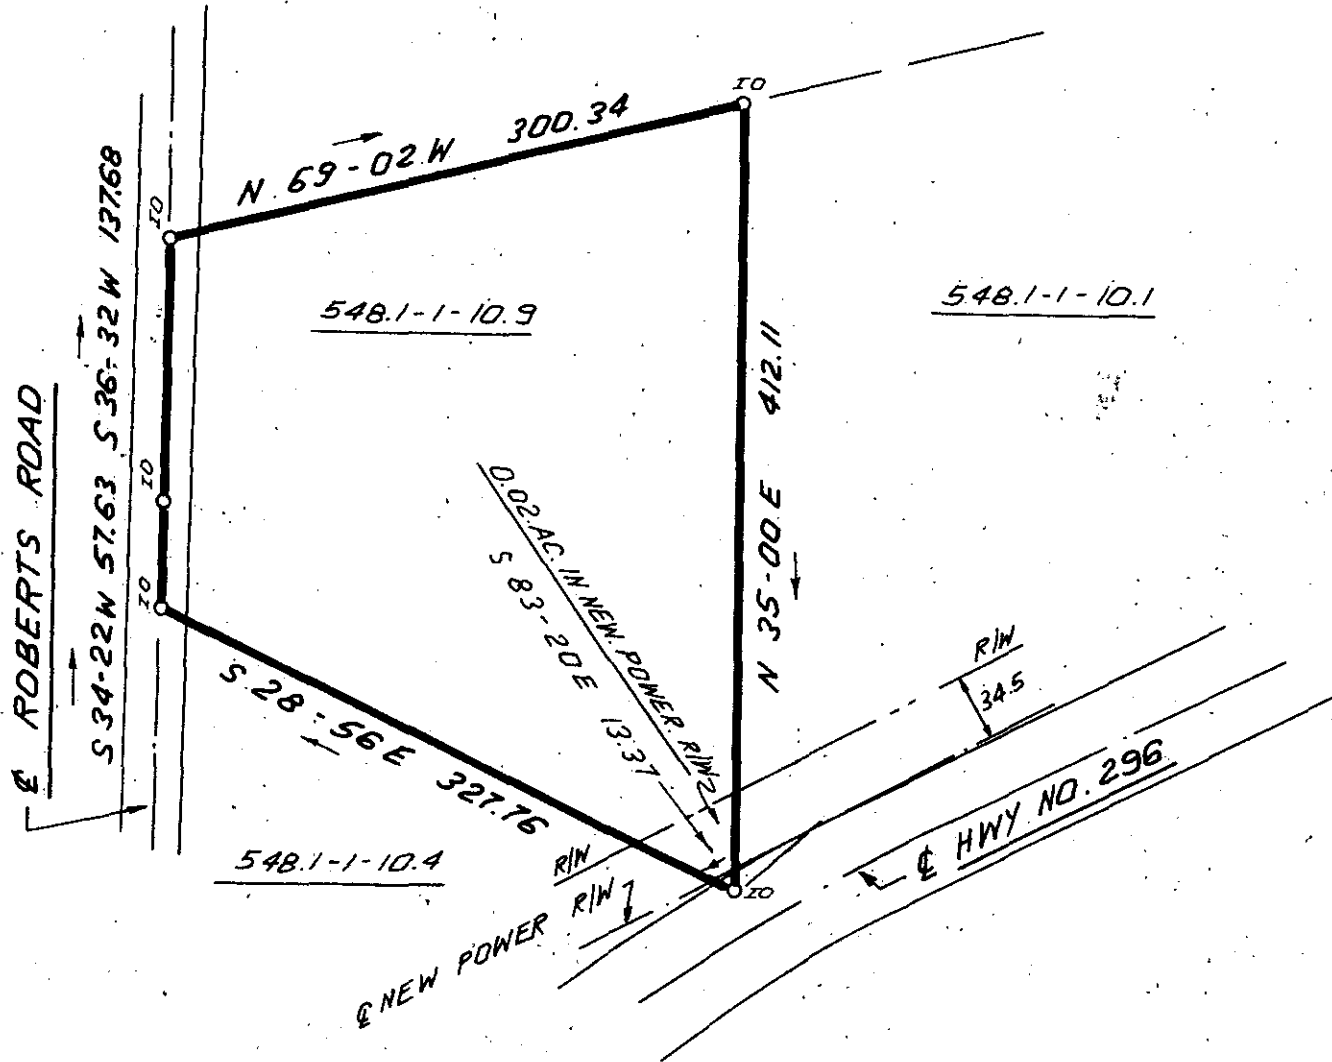 IO
N 69-02 W 300.34
IO
548.1-1-10.9
548.1-1-10.1
℄ ROBERTS ROAD
S 34-22 W 57.63 S 36-32 W 137.68
IO
IO
N 35-00 E 412.11
0.02 AC. IN NEW POWER R/W
S 83-20 E 13.37
S 28-56 E 327.76
R/W
34.5
548.1-1-10.4
R/W
℄ NEW POWER R/W
IO
℄ HWY NO. 296